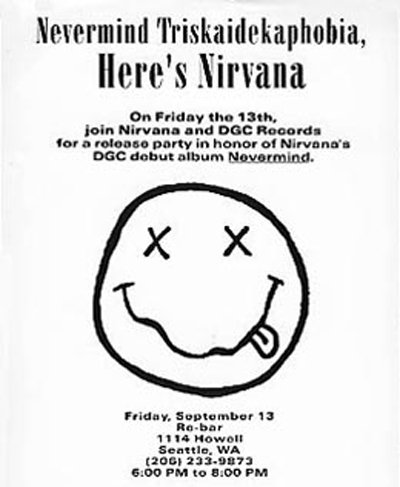 Nevermind Triskaidekaphobia,
Here's Nirvana
On Friday the 13th,
join Nirvana and DGC Records
for a release party in honor of Nirvana's
DGC debut album Nevermind.
Friday, September 13
Re-bar
1114 Howell
Seattle, WA
(206) 233-9873
6:00 PM to 8:00 PM